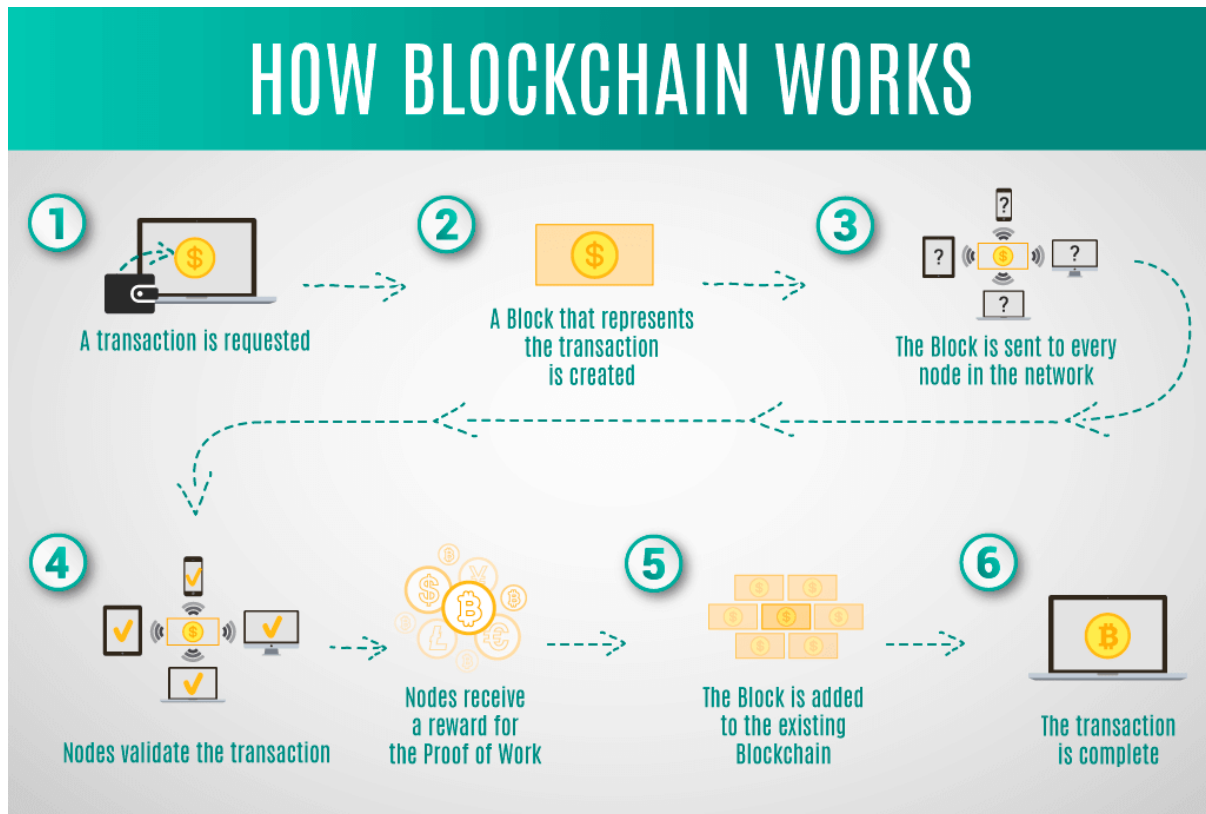 HOW BLOCKCHAIN WORKS
1
A transaction is requested
2
A Block that represents
the transaction
is created
3
?
?
?
?
The Block is sent to every
node in the network
4
Nodes validate the transaction
Nodes receive
a reward for
the Proof of Work
5
The Block is added
to the existing
Blockchain
6
The transaction
is complete